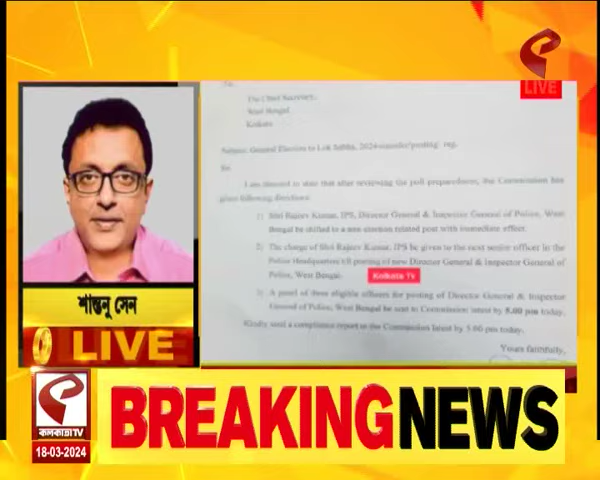 LIVE
The Chief Secretary,
West Bengal
Kolkata
Subject: General Election to Lok Sabha, 2024-transfer/posting reg.
Sir
I am directed to state that after reviewing the poll preparedness, the Commission has
given following directions:
1) Shri Rajeev Kumar, IPS, Director General & Inspector General of Police, West
Bengal be shifted to a non election related post with immediate effect.
2) The charge of Shri Rajeev Kumar, IPS be given to the next senior officer in the
Police Headquarters till posting of new Director General & Inspector General of
Police, West Bengal.
Kolkata Tv
3) A panel of three eligible officers for posting of Director General & Inspector
General of Police, West Bengal be sent to Commission latest by 5.00 pm today.
Kindly send a compliance report to the Commission latest by 5.00 pm today.
Yours faithfully,
শান্তনু সেন
LIVE
কলকাতা TV
18-03-2024
BREAKING NEWS